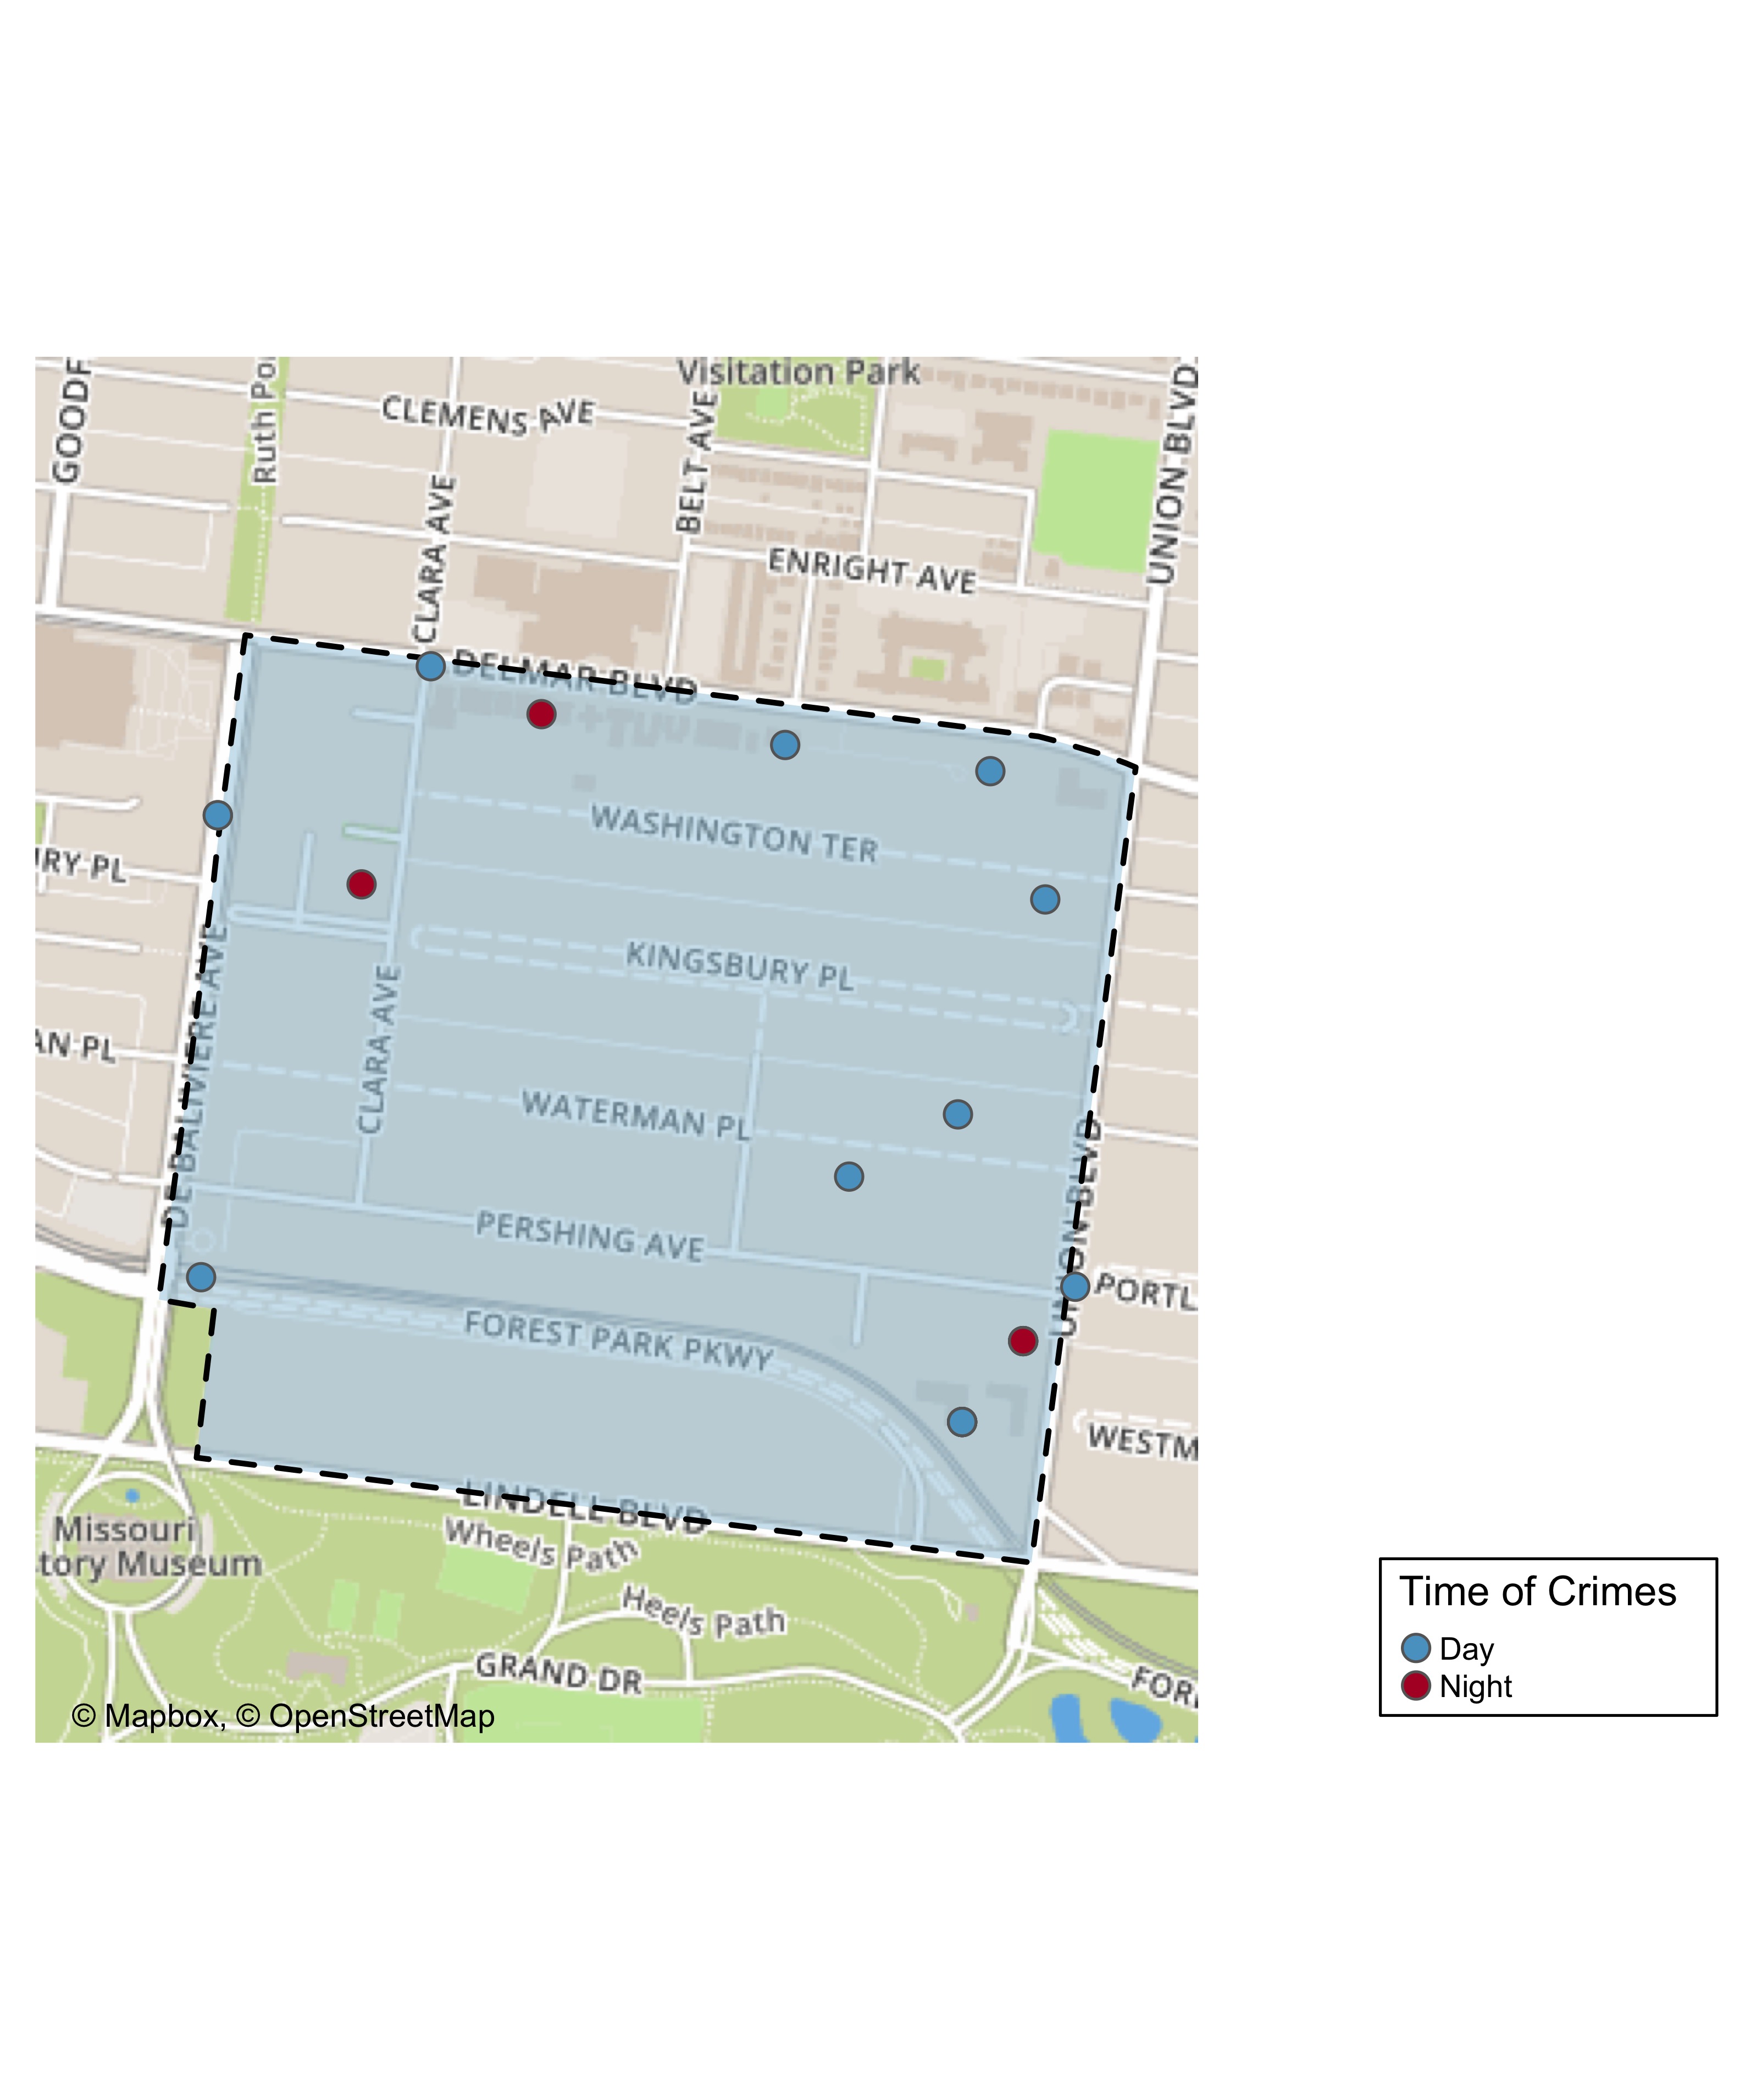 Visitation Park
GOODF
Ruth Po
CLEMENS AVE
BELT AVE
UNION BLVD
CLARA AVE
ENRIGHT AVE
DELMAR BLVD
WASHINGTON TER
URY PL
KINGSBURY PL
DE BALIVIERE AVE
CLARA AVE
AN PL
WATERMAN PL
UNION BLVD
PERSHING AVE
PORTL
FOREST PARK PKWY
WESTM
LINDELL BLVD
Wheels Path
Missouri
tory Museum
Heels Path
GRAND DR
FOR
© Mapbox, © OpenStreetMap
Time of Crimes
Day
Night